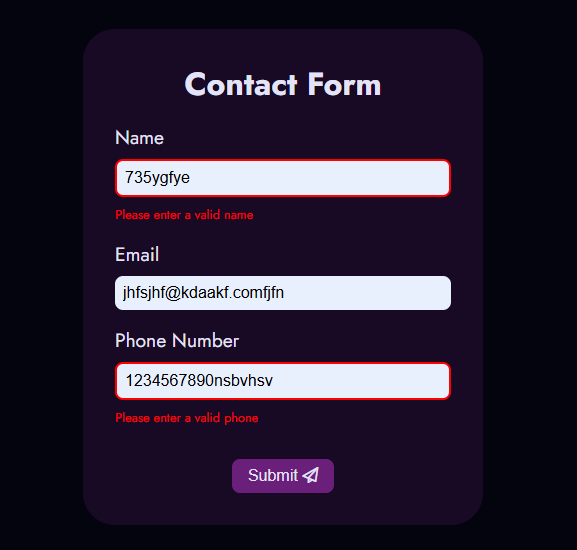 Contact Form
Name
735ygfye
Please enter a valid name
Email
jhfsjhf@kdaakf.comfjfn
Phone Number
1234567890nsbvhsv
Please enter a valid phone
Submit